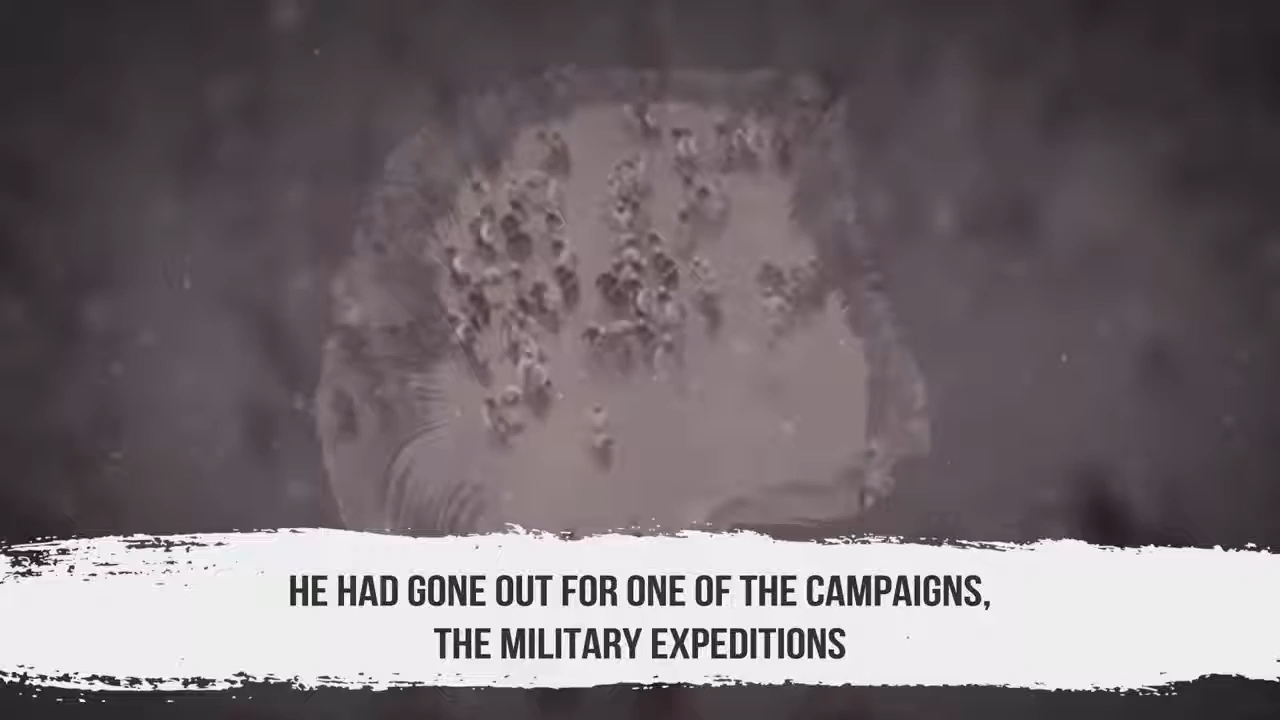 HE HAD GONE OUT FOR ONE OF THE CAMPAIGNS,
THE MILITARY EXPEDITIONS